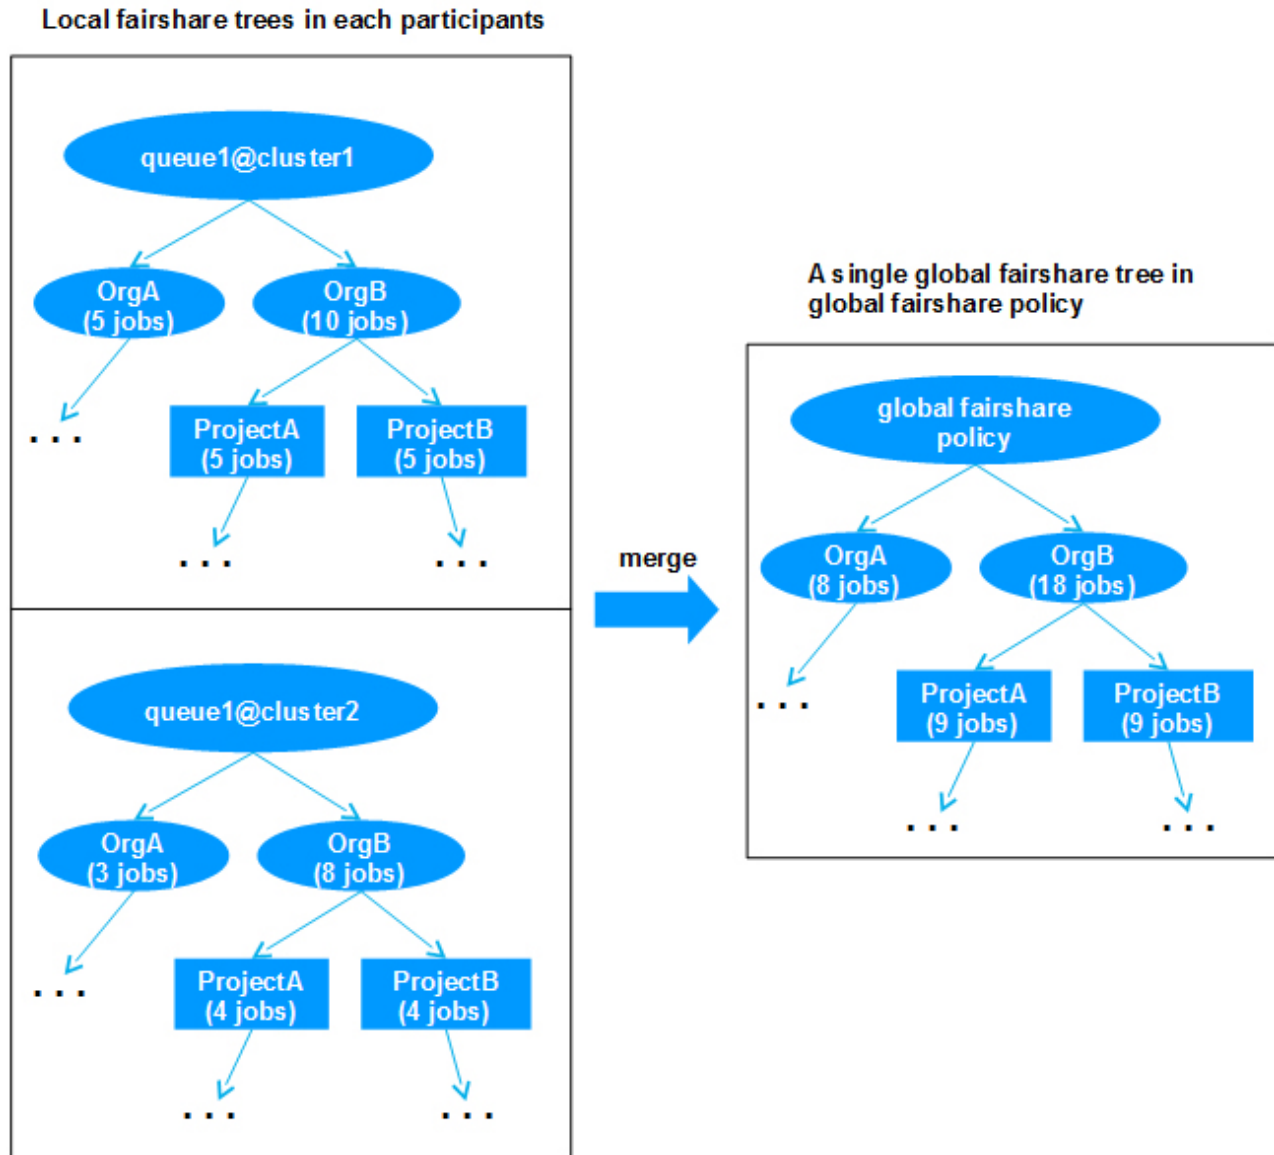 Local fairshare trees in each participants
queue1@cluster1
OrgA
(5 jobs)
OrgB
(10 jobs)
. . .
ProjectA
(5 jobs)
ProjectB
(5 jobs)
. . .
. . .
queue1@cluster2
OrgA
(3 jobs)
OrgB
(8 jobs)
. . .
ProjectA
(4 jobs)
ProjectB
(4 jobs)
. . .
. . .
merge
A single global fairshare tree in
global fairshare policy
global fairshare
policy
OrgA
(8 jobs)
OrgB
(18 jobs)
. . .
ProjectA
(9 jobs)
ProjectB
(9 jobs)
. . .
. . .